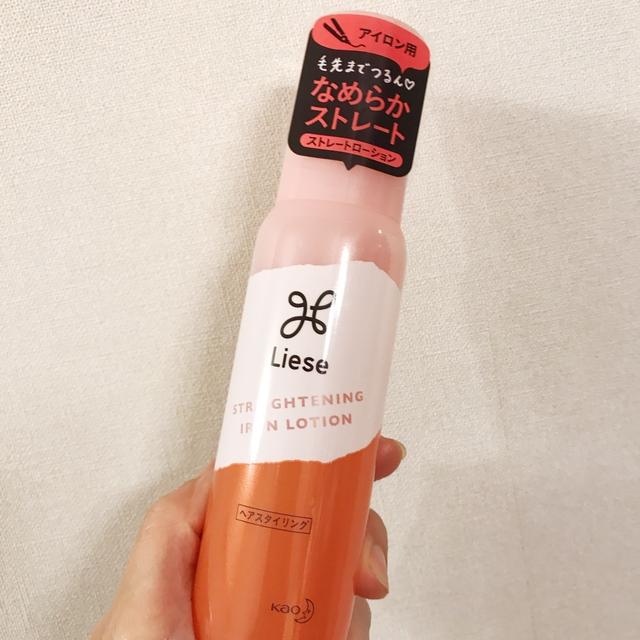 アイロン用
毛先までつるん♡
なめらか
ストレート
ストレートローション
Liese
STRAIGHTENING
IRON LOTION
ヘアスタイリング
Kao